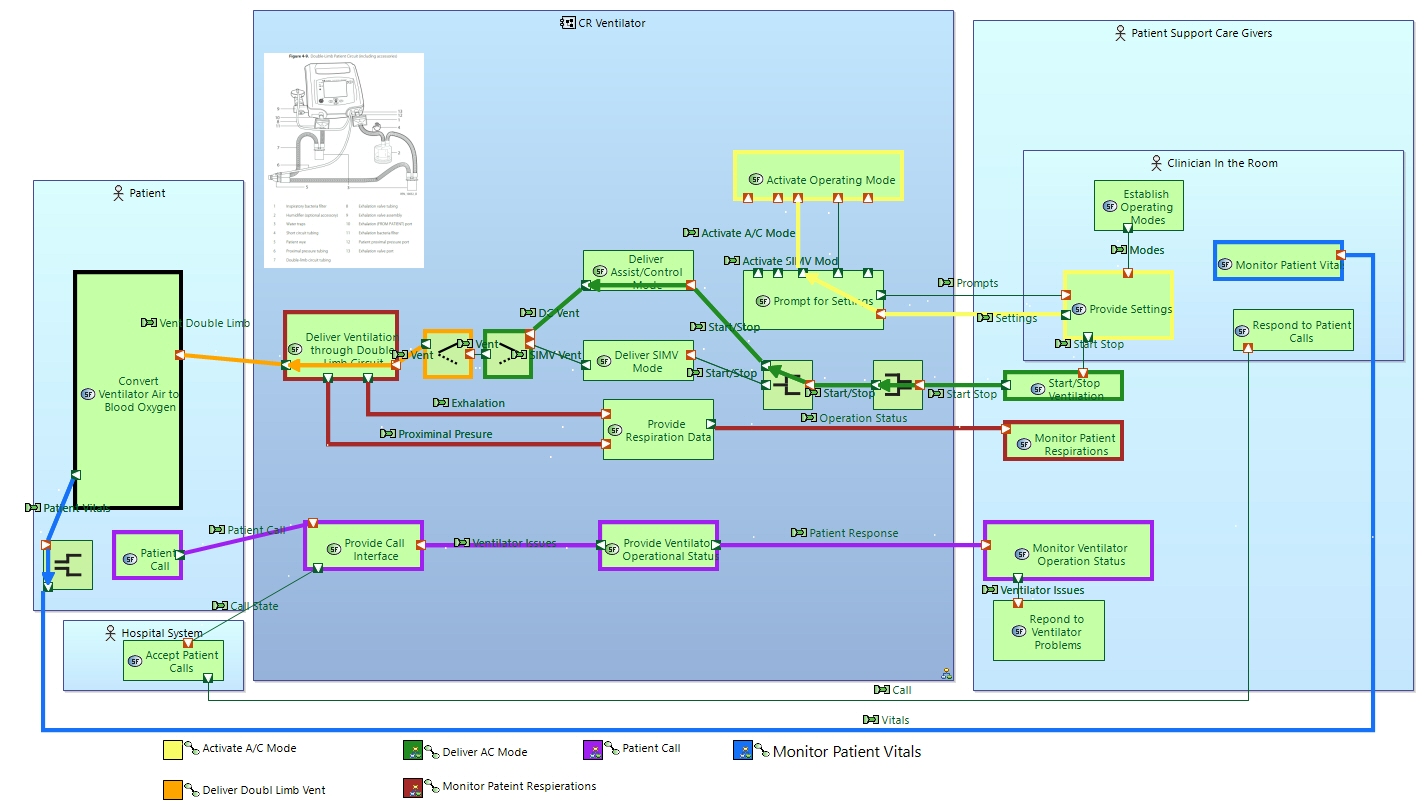 CR Ventilator
Patient Support Care Givers
Figure 4-9. Double Limb Patient Circuit (including accessories)
Clinician In the Room
Activate Operating Mode
Patient
Establish
Operating
Modes
Activate A/C Mode
Modes
Deliver
Assist/Control
Mode
Activate SIMV Mod
Monitor Patient Vital
Prompts
Prompt for Settings
Provide Settings
Settings
D2 Vent
Vent Double Limb
Start/Stop
Respond to Patient
Calls
Deliver Ventilation
through Double
Limb Circuit
Vent
Vent
SIMV Vent
Deliver SIMV
Mode
Start Stop
Start/Stop
Convert
Ventilator Air to
Blood Oxygen
Start/Stop
Start Stop
Start/Stop
Ventilation
Exhalation
Operation Status
Proximinal Presure
Provide
Respiration Data
Monitor Patient
Respirations
Patient Vitals
Patient Call
Patient
Call
Provide Call
Interface
Ventilator Issues
Provide Ventilator
Operational Status
Patient Response
Monitor Ventilator
Operation Status
Ventilator Issues
Call State
Repond to
Ventilator
Problems
Hospital System
Accept Patient
Calls
Call
Vitals
Activate A/C Mode
Deliver AC Mode
Patient Call
Monitor Patient Vitals
Deliver Doubl Limb Vent
Monitor Pateint Respierations